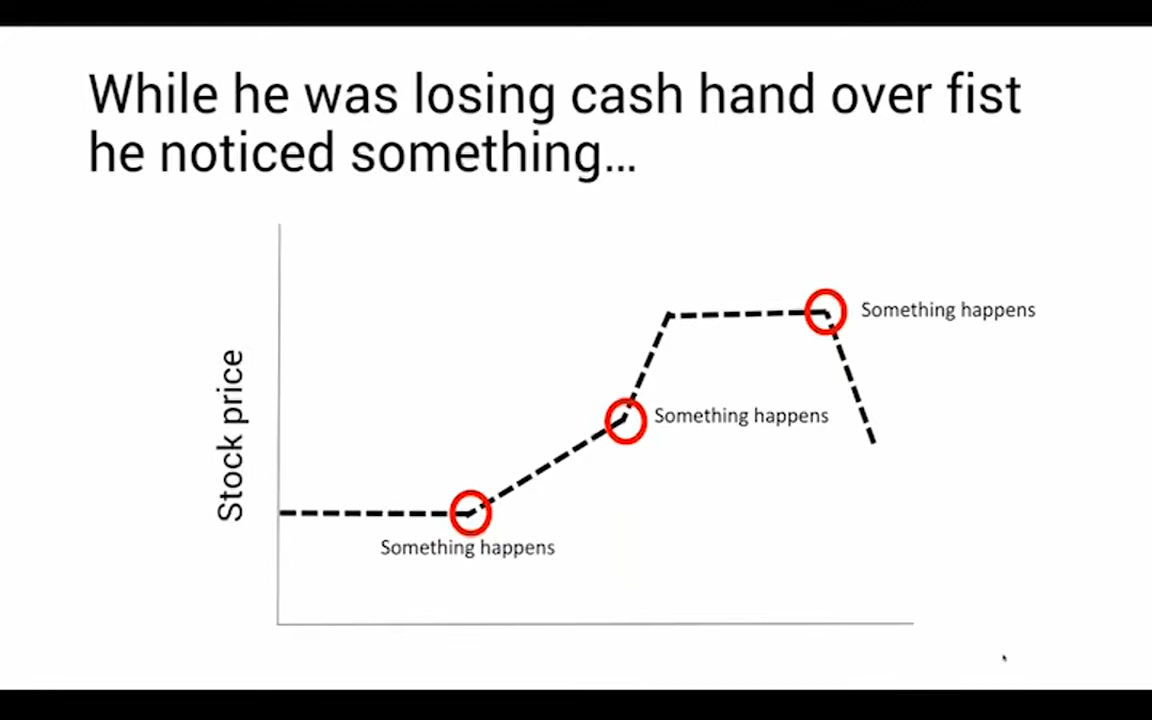 While he was losing cash hand over fist
he noticed something...
Something happens
Something happens
Stock price
Something happens